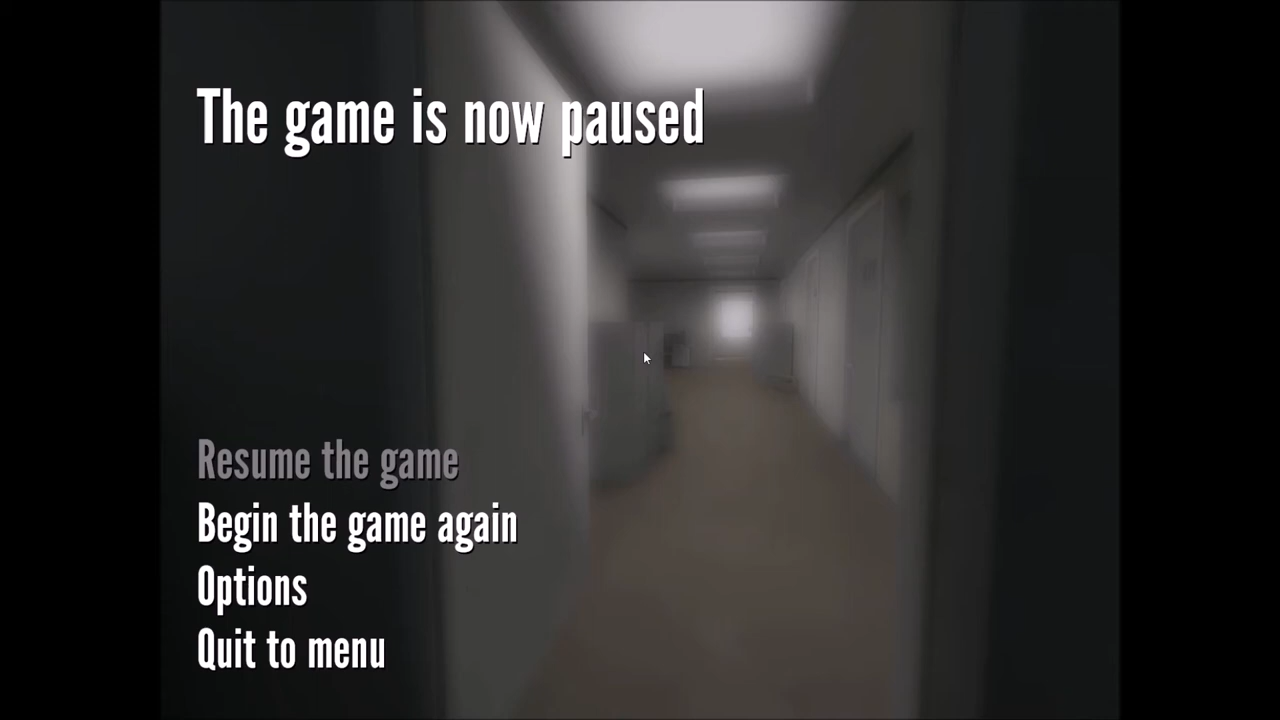 The game is now paused
Resume the game
Begin the game again
Options
Quit to menu